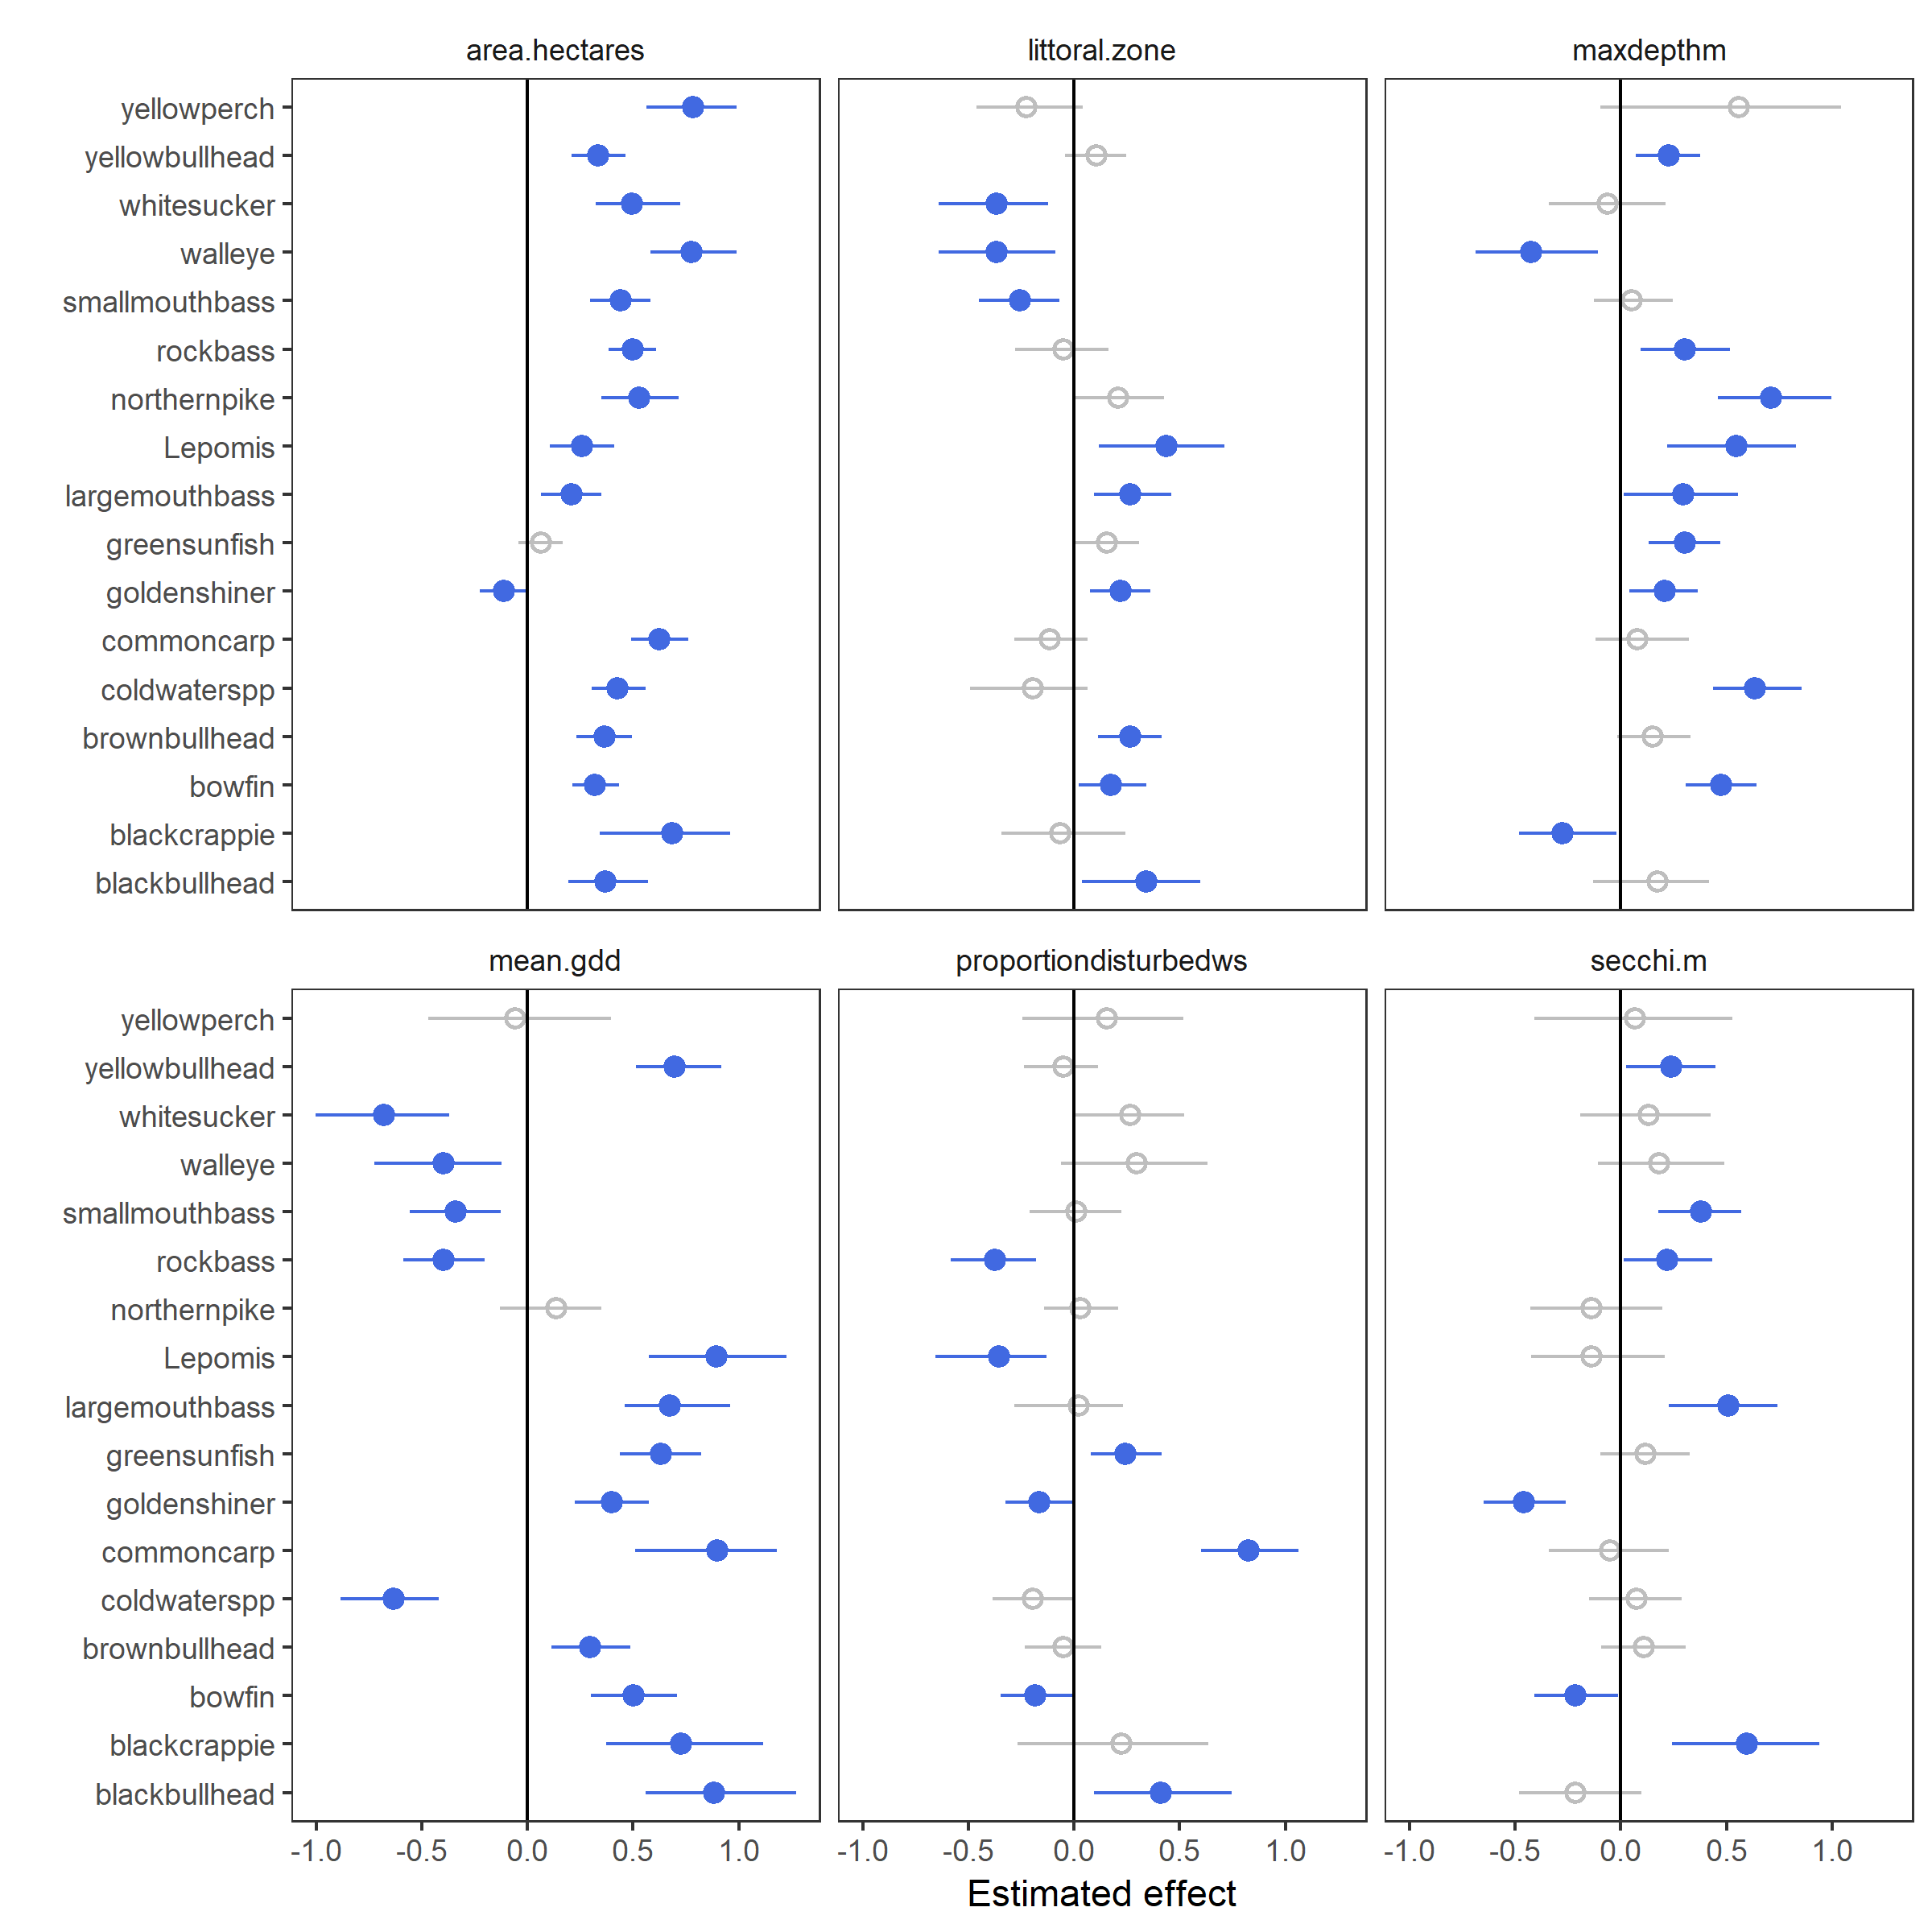 area.hectares littoral.zone maxdepthm
yellowperch
yellowbullhead
whitesucker
walleye
smallmouthbass
rockbass
northernpike
Lepomis
largemouthbass
greensunfish
goldenshiner
commoncarp
coldwaterspp
brownbullhead
bowfin
blackcrappie
blackbullhead
mean.gdd proportiondisturbedws secchi.m
yellowperch
yellowbullhead
whitesucker
walleye
smallmouthbass
rockbass
northernpike
Lepomis
largemouthbass
greensunfish
goldenshiner
commoncarp
coldwaterspp
brownbullhead
bowfin
blackcrappie
blackbullhead
-1.0 -0.5 0.0 0.5 1.0 -1.0 -0.5 0.0 0.5 1.0 -1.0 -0.5 0.0 0.5 1.0
Estimated effect